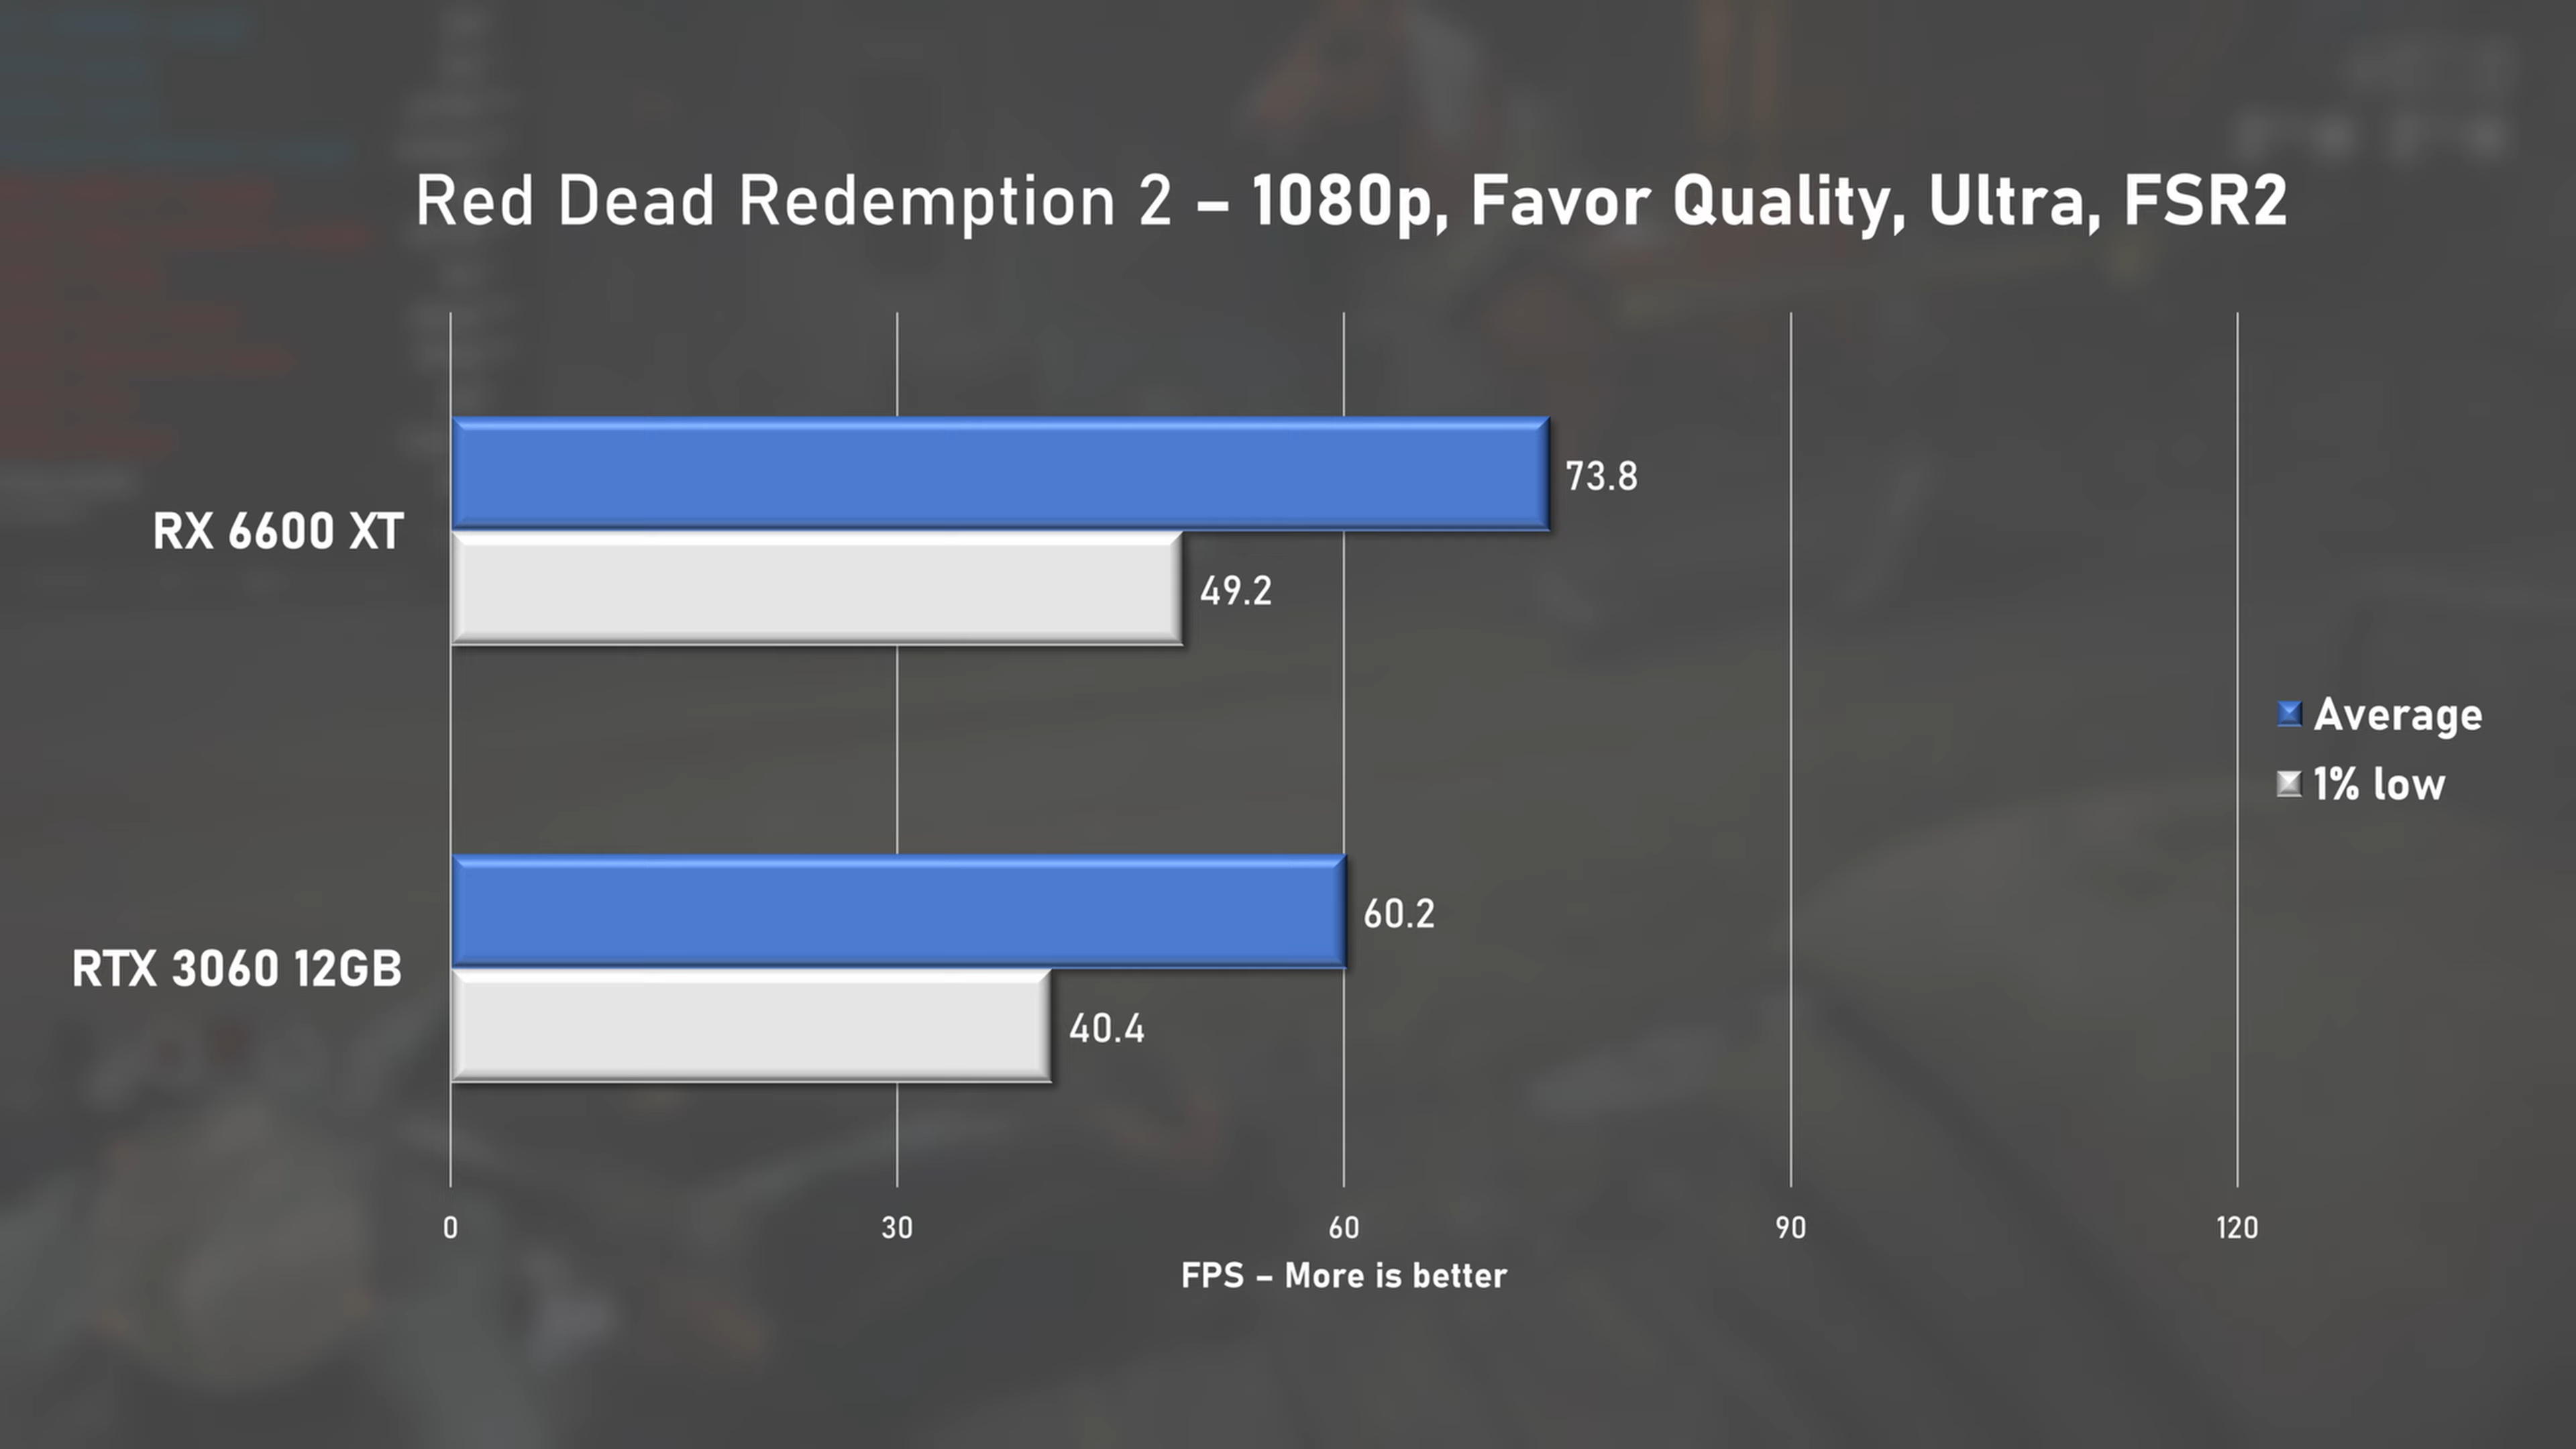 Red Dead Redemption 2 – 1080p, Favor Quality, Ultra, FSR2
RX 6600 XT
73.8
49.2
RTX 3060 12GB
60.2
40.4
Average
1% low
0 30 60 90 120
FPS – More is better